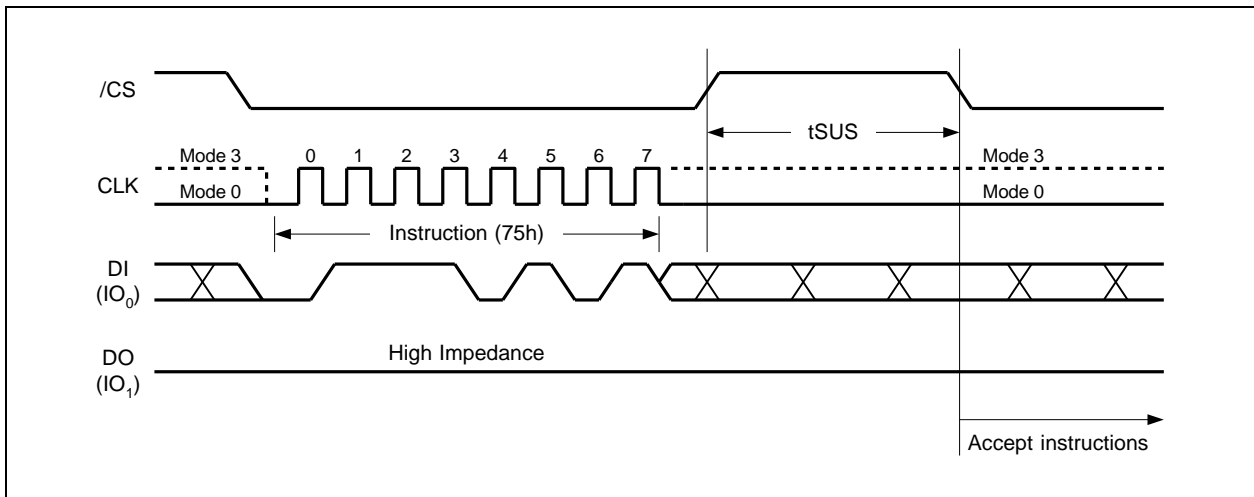 /CS
tSUS
Mode 3 0 1 2 3 4 5 6 7 Mode 3
CLK
Mode 0 Mode 0
Instruction (75h)
DI
(IO0)
High Impedance
DO
(IO1)
Accept instructions